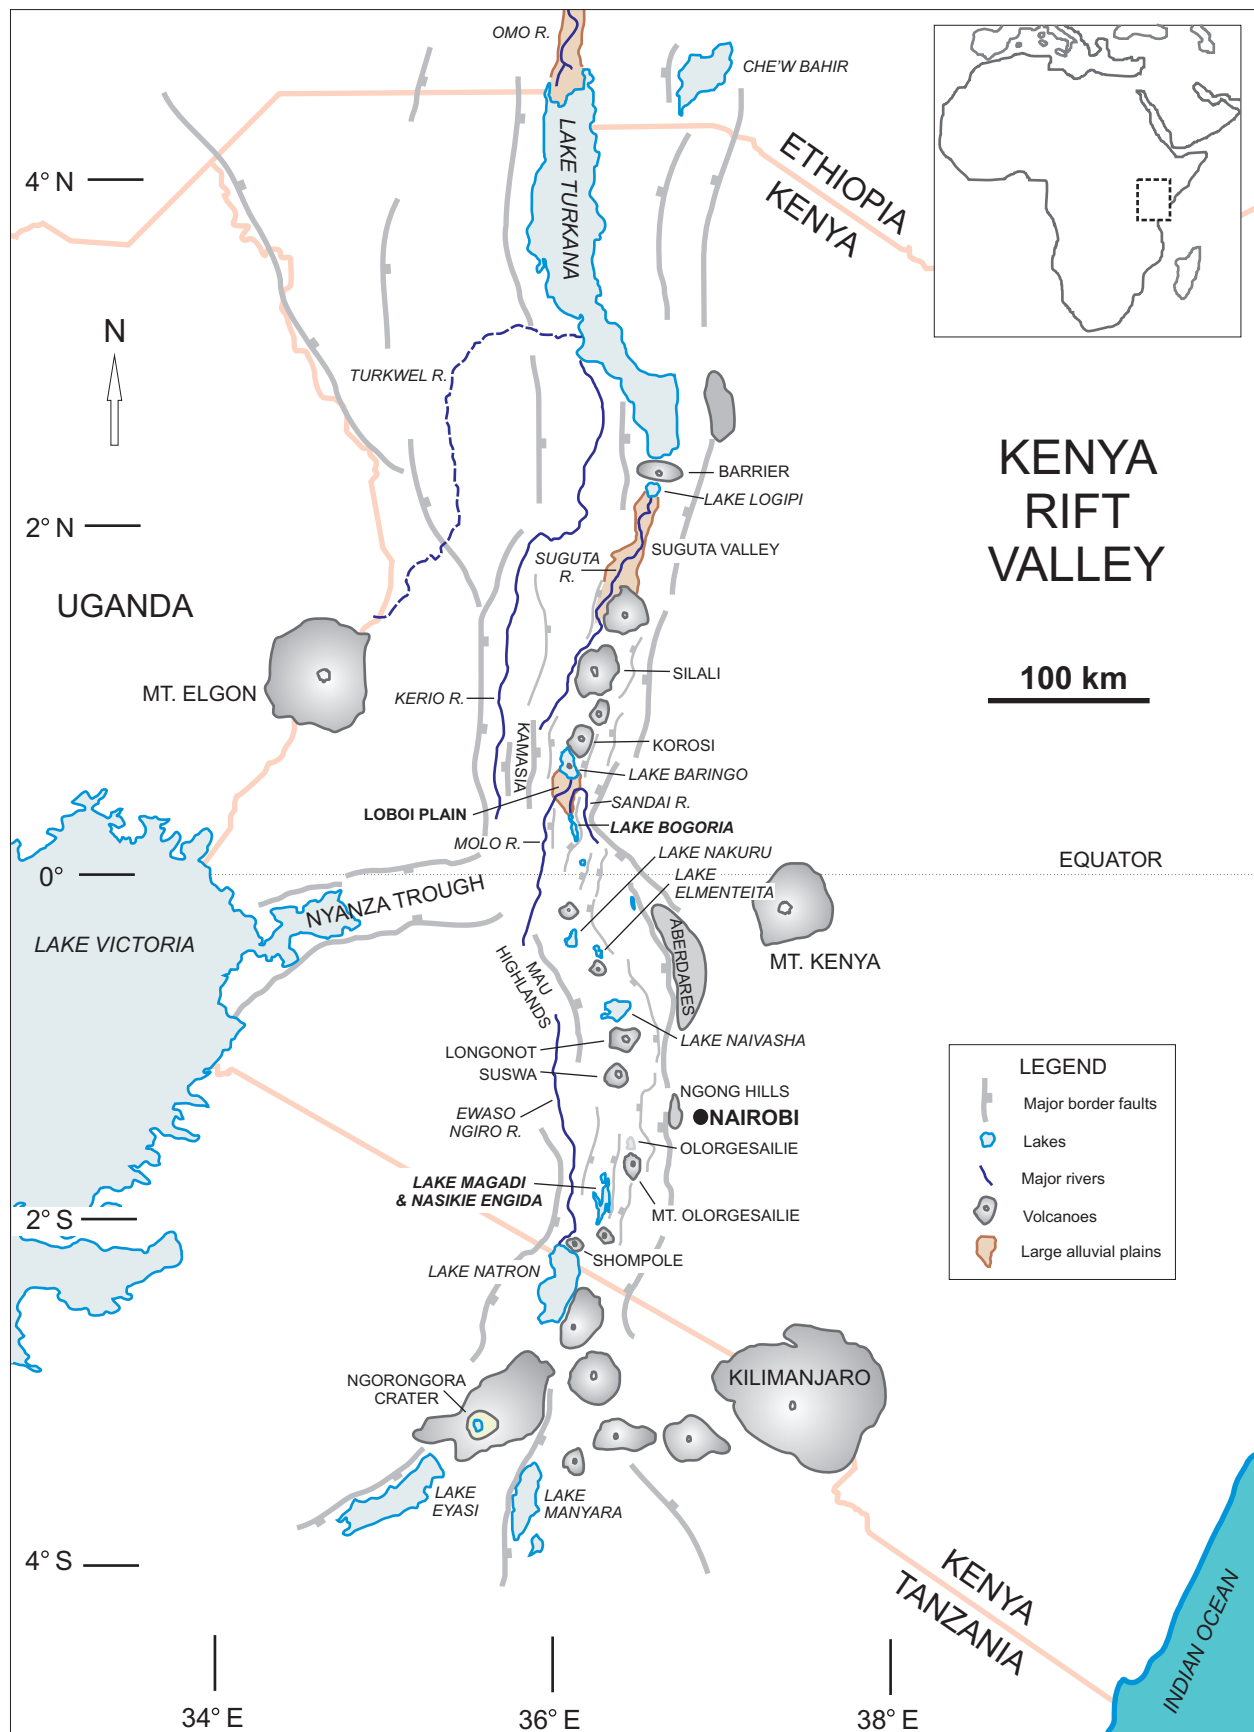 OMO R.
CHE'W BAHIR
LAKE TURKANA
ETHIOPIA
KENYA
4° N
N
TURKWEL R.
KENYA
RIFT
VALLEY
BARRIER
LAKE LOGIPI
2° N
SUGUTA VALLEY
SUGUTA
R.
UGANDA
100 km
MT. ELGON
SILALI
KERIO R.
KAMASIA
KOROSI
LAKE BARINGO
LOBOI PLAIN
SANDAI R.
LAKE BOGORIA
MOLO R.
LAKE NAKURU
LAKE
ELMENTEITA
EQUATOR
0°
NYANZA TROUGH
LAKE VICTORIA
ABERDARES
MT. KENYA
MAU
HIGHLANDS
LAKE NAIVASHA
LONGONOT
SUSWA
NGONG HILLS
NAIROBI
EWASO
NGIRO R.
OLORGESAILIE
LAKE MAGADI
& NASIKIE ENGIDA
MT. OLORGESAILIE
2° S
SHOMPOLE
LAKE NATRON
LEGEND
Major border faults
Lakes
Major rivers
Volcanoes
Large alluvial plains
NGORONGORA
CRATER
KILIMANJARO
LAKE
EYASI
LAKE
MANYARA
4° S
KENYA
TANZANIA
INDIAN OCEAN
34° E
36° E
38° E